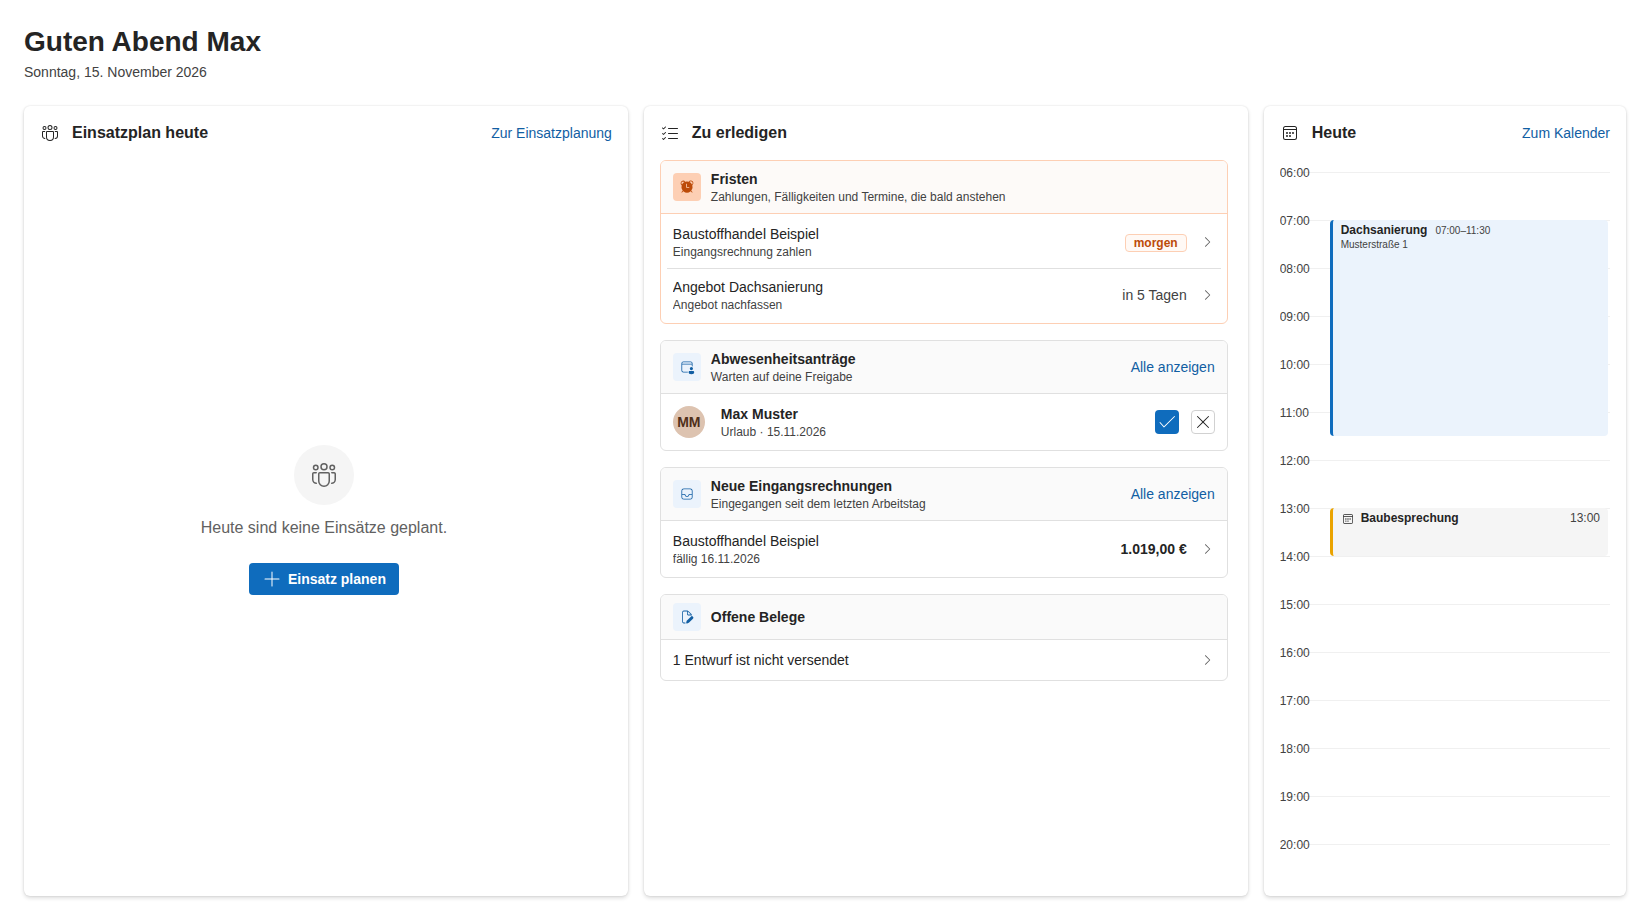 Guten Abend Max
Sonntag, 15. November 2026
Einsatzplan heute
Zur Einsatzplanung
Heute sind keine Einsätze geplant.
Einsatz planen
Zu erledigen
Fristen
Zahlungen, Fälligkeiten und Termine, die bald anstehen
Baustoffhandel Beispiel
Eingangsrechnung zahlen
morgen
Angebot Dachsanierung
Angebot nachfassen
in 5 Tagen
Abwesenheitsanträge
Warten auf deine Freigabe
Alle anzeigen
MM
Max Muster
Urlaub · 15.11.2026
Neue Eingangsrechnungen
Eingegangen seit dem letzten Arbeitstag
Alle anzeigen
Baustoffhandel Beispiel
fällig 16.11.2026
1.019,00 €
Offene Belege
1 Entwurf ist nicht versendet
Heute
Zum Kalender
06:00
07:00
Dachsanierung 07:00–11:30
Musterstraße 1
08:00
09:00
10:00
11:00
12:00
13:00
Baubesprechung 13:00
14:00
15:00
16:00
17:00
18:00
19:00
20:00